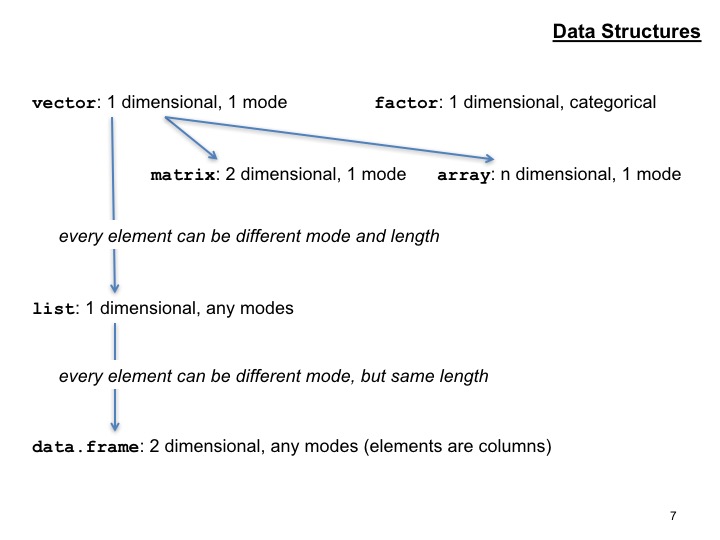 Data Structures
vector: 1 dimensional, 1 mode
factor: 1 dimensional, categorical
matrix: 2 dimensional, 1 mode
array: n dimensional, 1 mode
every element can be different mode and length
list: 1 dimensional, any modes
every element can be different mode, but same length
data.frame: 2 dimensional, any modes (elements are columns)
7